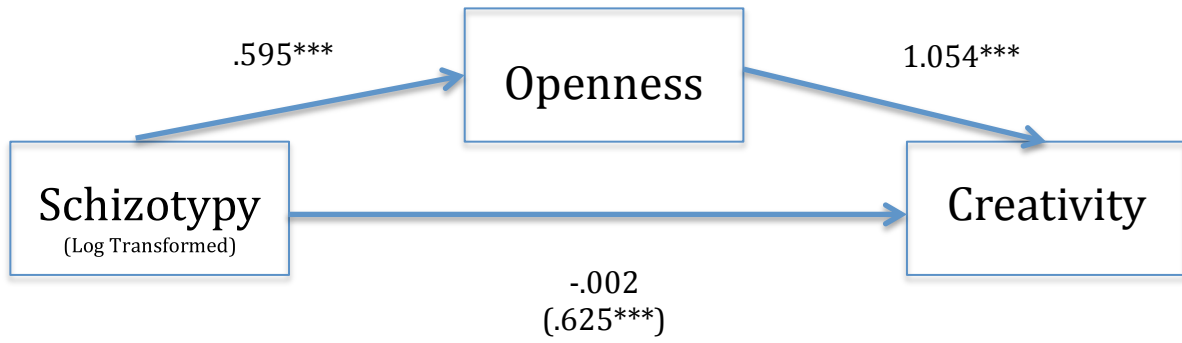 .595***
Openness
1.054***
Schizotypy
(Log Transformed)
Creativity
-.002
(.625***)